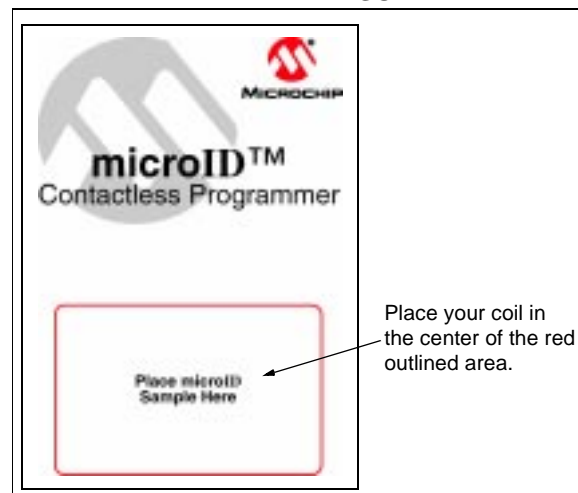 MICROCHIP
microID™
Contactless Programmer
Place your coil in
the center of the red
outlined area.
Place microID
Sample Here